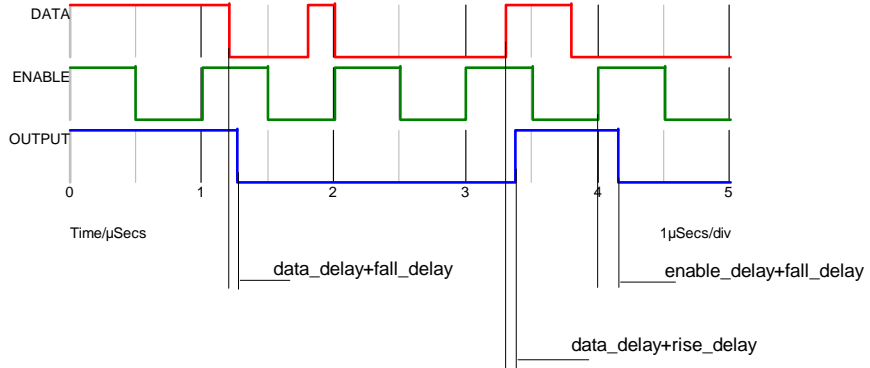 DATA
ENABLE
OUTPUT
0 1 2 3 4 5
Time/μSecs 1μSecs/div
data_delay+fall_delay enable_delay+fall_delay
data_delay+rise_delay